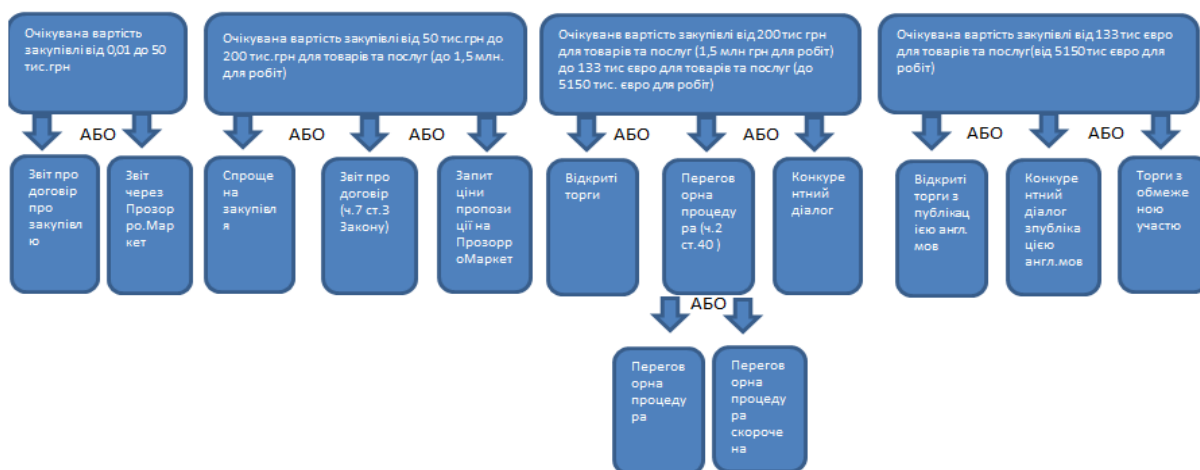 Очікувана вартість
закупівлі від 0,01 до 50
тис.грн
Очікувана вартість закупівлі від 50 тис.грн до
200 тис.грн для товарів та послуг (до 1,5 млн.
для робіт)
Очікуванв вартість закупівлі від 200 тис грн
для товарів та послуг (1,5 млн грн для робіт)
до 133 тис євро для товарів та послуг (до
5150 тис. євро для робіт)
Очікувана вартість закупівлі від 133 тис євро
для товарів та послуг(від 5150тис євро для
робіт)
АБО
АБО
АБО
АБО
АБО
АБО
АБО
Звіт про
договір
про
закупівл
ю
Звіт
через
Прозор
ро.Мар
кет
Спроще
на
закупівл
я
Звіт про
договір
(ч.7 ст.3
Закону)
Запит
ціни
пропози
ції на
Прозорр
оМаркет
Відкриті
торги
Перегов
орна
процеду
ра (ч.2
ст.40 )
Конкуре
нтний
діалог
Відкриті
торги з
публікац
ією англ.
мов
Конкуре
нтний
діалог
зпубліка
цією
англ.мов
Торги з
обмеже
ною
участю
АБО
Перегов
орна
процеду
ра
Перегов
орна
процеду
ра
скороче
на